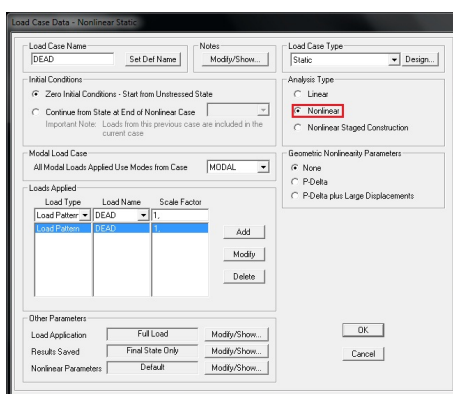 Load Case Data - Nonlinear Static
Load Case Name
DEAD
Set Def Name
Notes
Modify/Show...
Load Case Type
Static
Design...
Initial Conditions
Zero Initial Conditions - Start from Unstressed State
Continue from State at End of Nonlinear Case
Important Note: Loads from this previous case are included in the
current case
Analysis Type
Linear
Nonlinear
Nonlinear Staged Construction
Modal Load Case
All Modal Loads Applied Use Modes from Case
MODAL
Geometric Nonlinearity Parameters
None
P-Delta
P-Delta plus Large Displacements
Loads Applied
Load Type Load Name Scale Factor
Load Pattern DEAD 1,
Load Pattern DEAD 1,
Add
Modify
Delete
Other Parameters
Load Application Full Load Modify/Show...
Results Saved Final State Only Modify/Show...
Nonlinear Parameters Default Modify/Show...
OK
Cancel